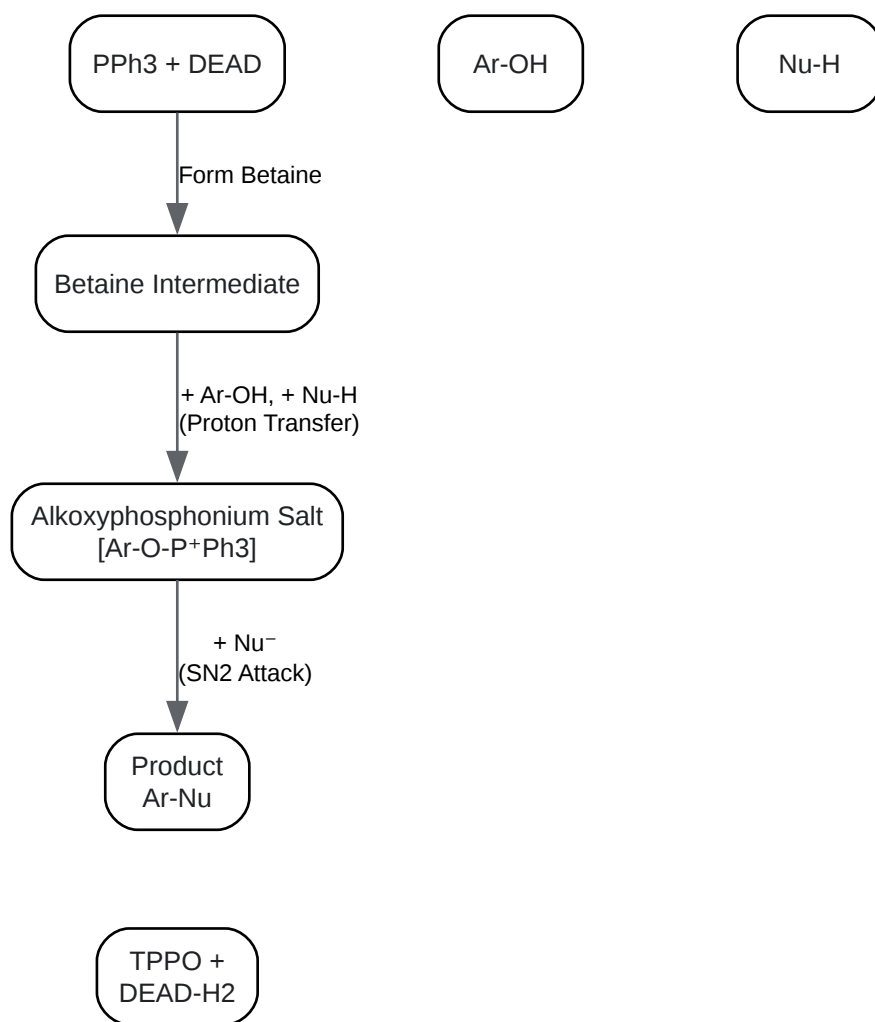 PPh3 + DEAD
Ar-OH
Nu-H
Form Betaine
Betaine Intermediate
+ Ar-OH, + Nu-H
(Proton Transfer)
Alkoxyphosphonium Salt
[Ar-O-P⁺Ph3]
+ Nu⁻
(SN2 Attack)
Product
Ar-Nu
TPPO +
DEAD-H2